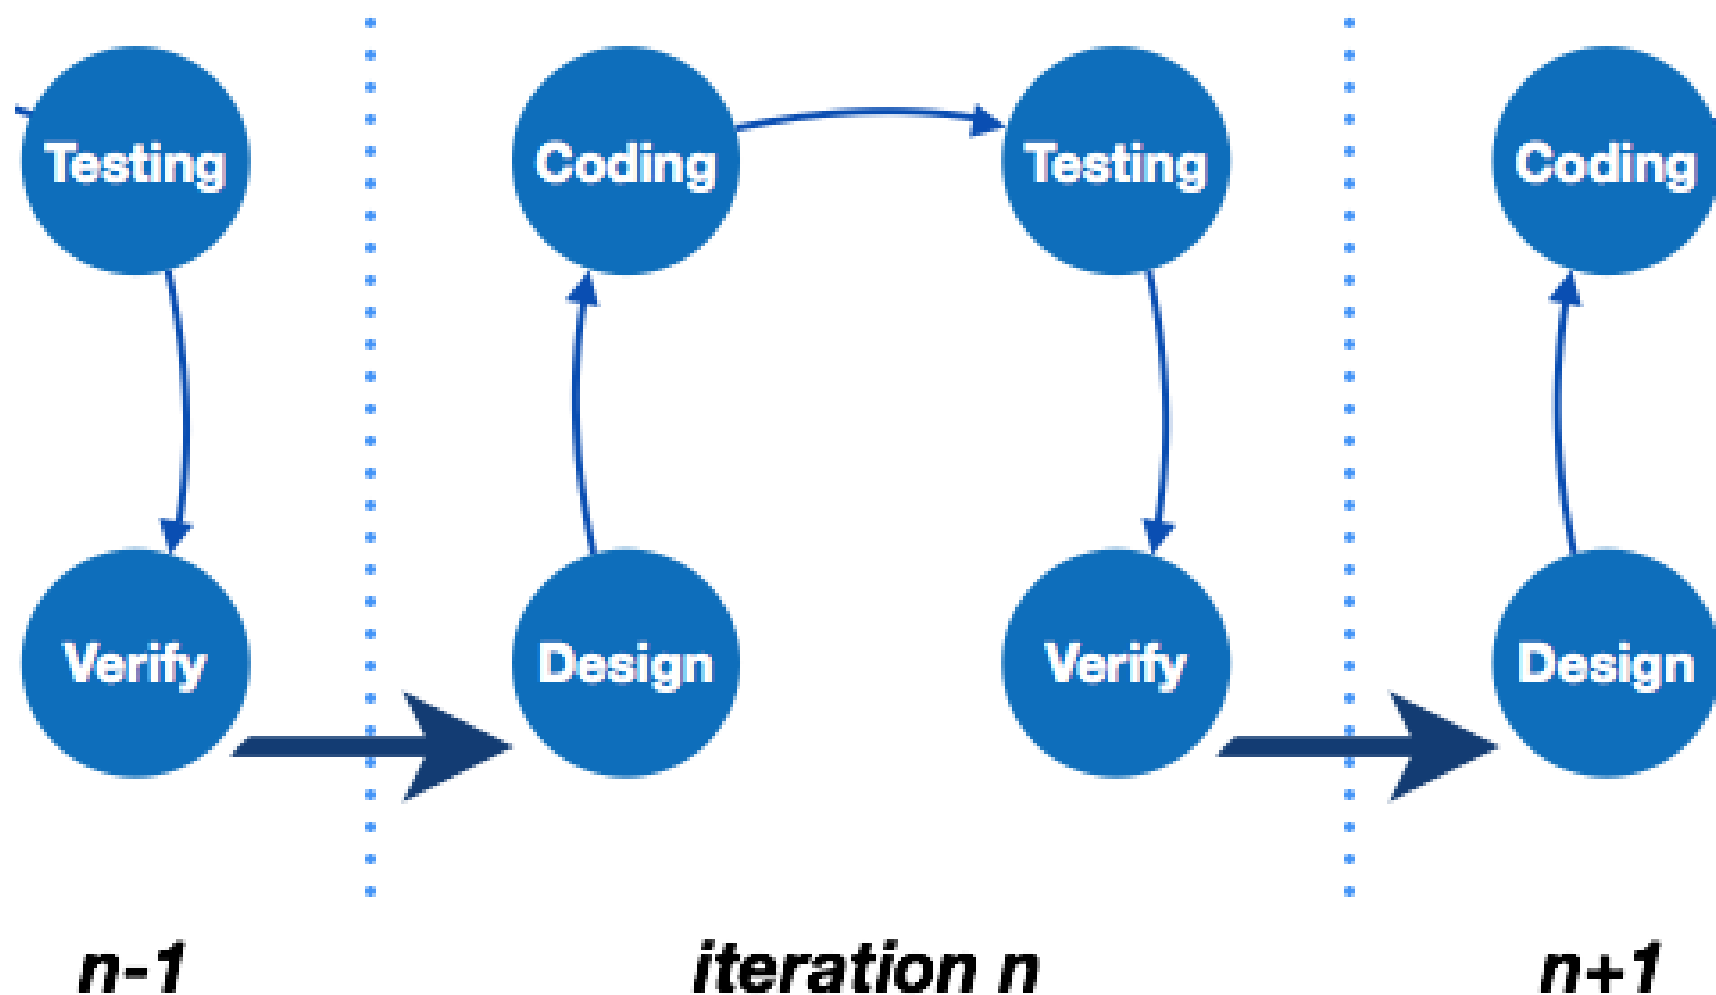 Testing
Coding
Testing
Coding
Verify
Design
Verify
Design
n-1
iteration n
n+1